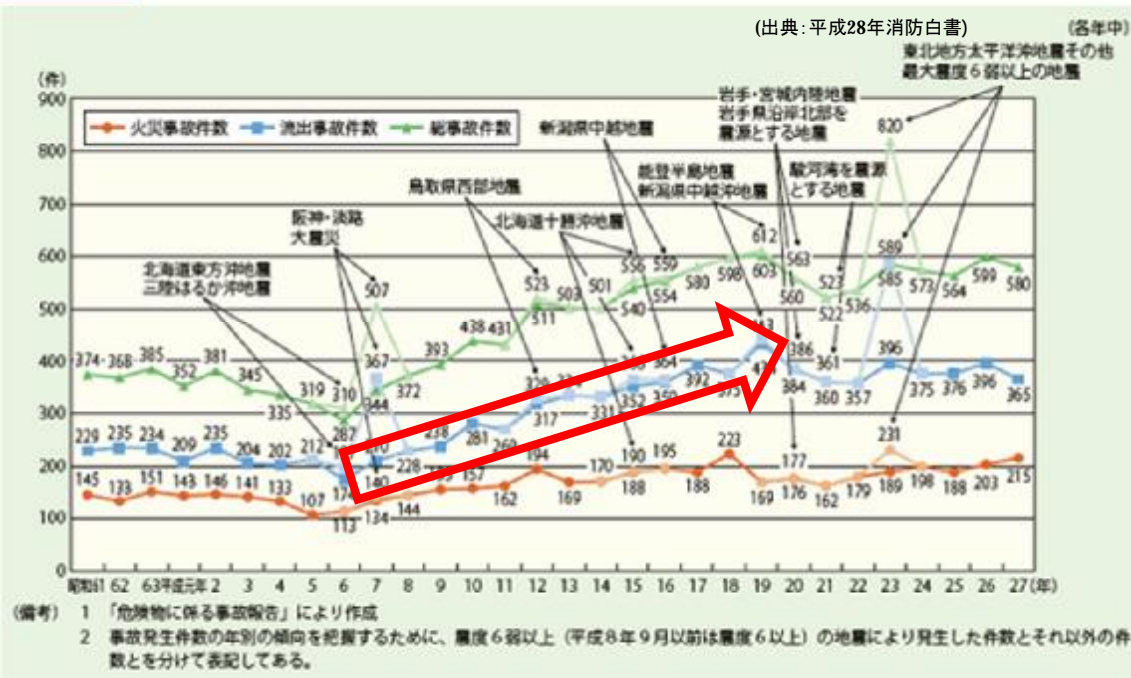 (出典：平成28年消防白書)
(各年中)
東北地方太平洋沖地震その他
最大震度６弱以上の地震
(件)
岩手・宮城内陸地震
岩手県沿岸北部を
震源とする地震
火災事故件数 流出事故件数 総事故件数
新潟県中越地震
能登半島地震
新潟県中越沖地震
駿河湾を震源
とする地震
鳥取県西部地震
阪神・淡路
大震災
北海道十勝沖地震
北海道東方沖地震
三陸はるか沖地震
900
800
700
600
500
400
300
200
100
0
374 368 385 352 381 345 335 319 310 287 507 344 372 393 438 431 523 511 503 501 556 540 559 554 580 598 612 603 563 560 523 522 536 820 589 585 573 564 599 580
229 235 234 209 235 204 202 212 174 367 228 238 281 317 331 352 364 392 386 384 361 360 357 396 375 376 396 365
145 133 151 143 146 141 133 107 113 140 134 144 157 162 194 169 170 190 188 195 188 223 169 177 176 162 179 231 189 198 188 203 215
昭和61 62 63 平成元年 2 3 4 5 6 7 8 9 10 11 12 13 14 15 16 17 18 19 20 21 22 23 24 25 26 27 (年)
(備考) 1 「危険物に係る事故報告」により作成
2 事故発生件数の年別の傾向を把握するために、震度６弱以上（平成８年９月以前は震度６以上）の地震により発生した件数とそれ以外の件
数とを分けて表記してある。